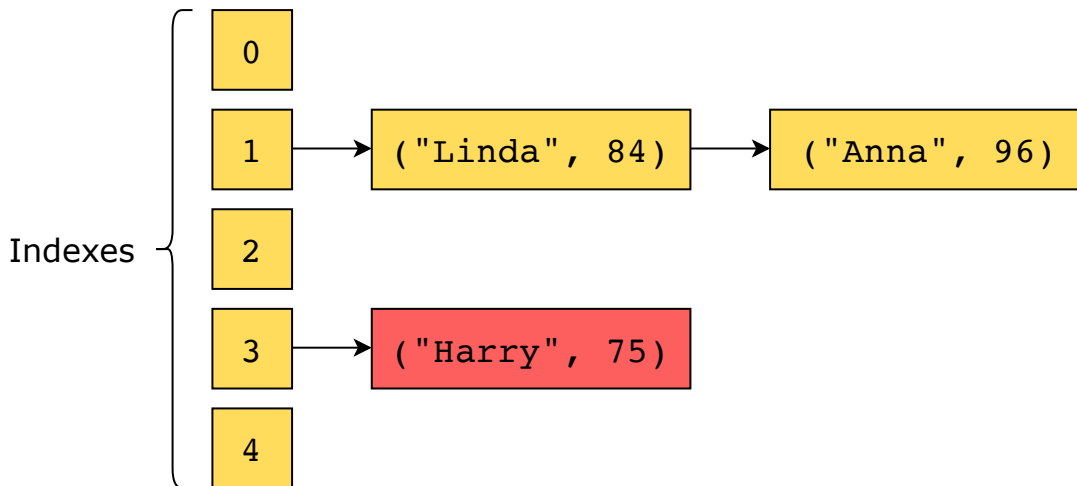 0
1 ("Linda", 84) ("Anna", 96)
Indexes 2
3 ("Harry", 75)
4